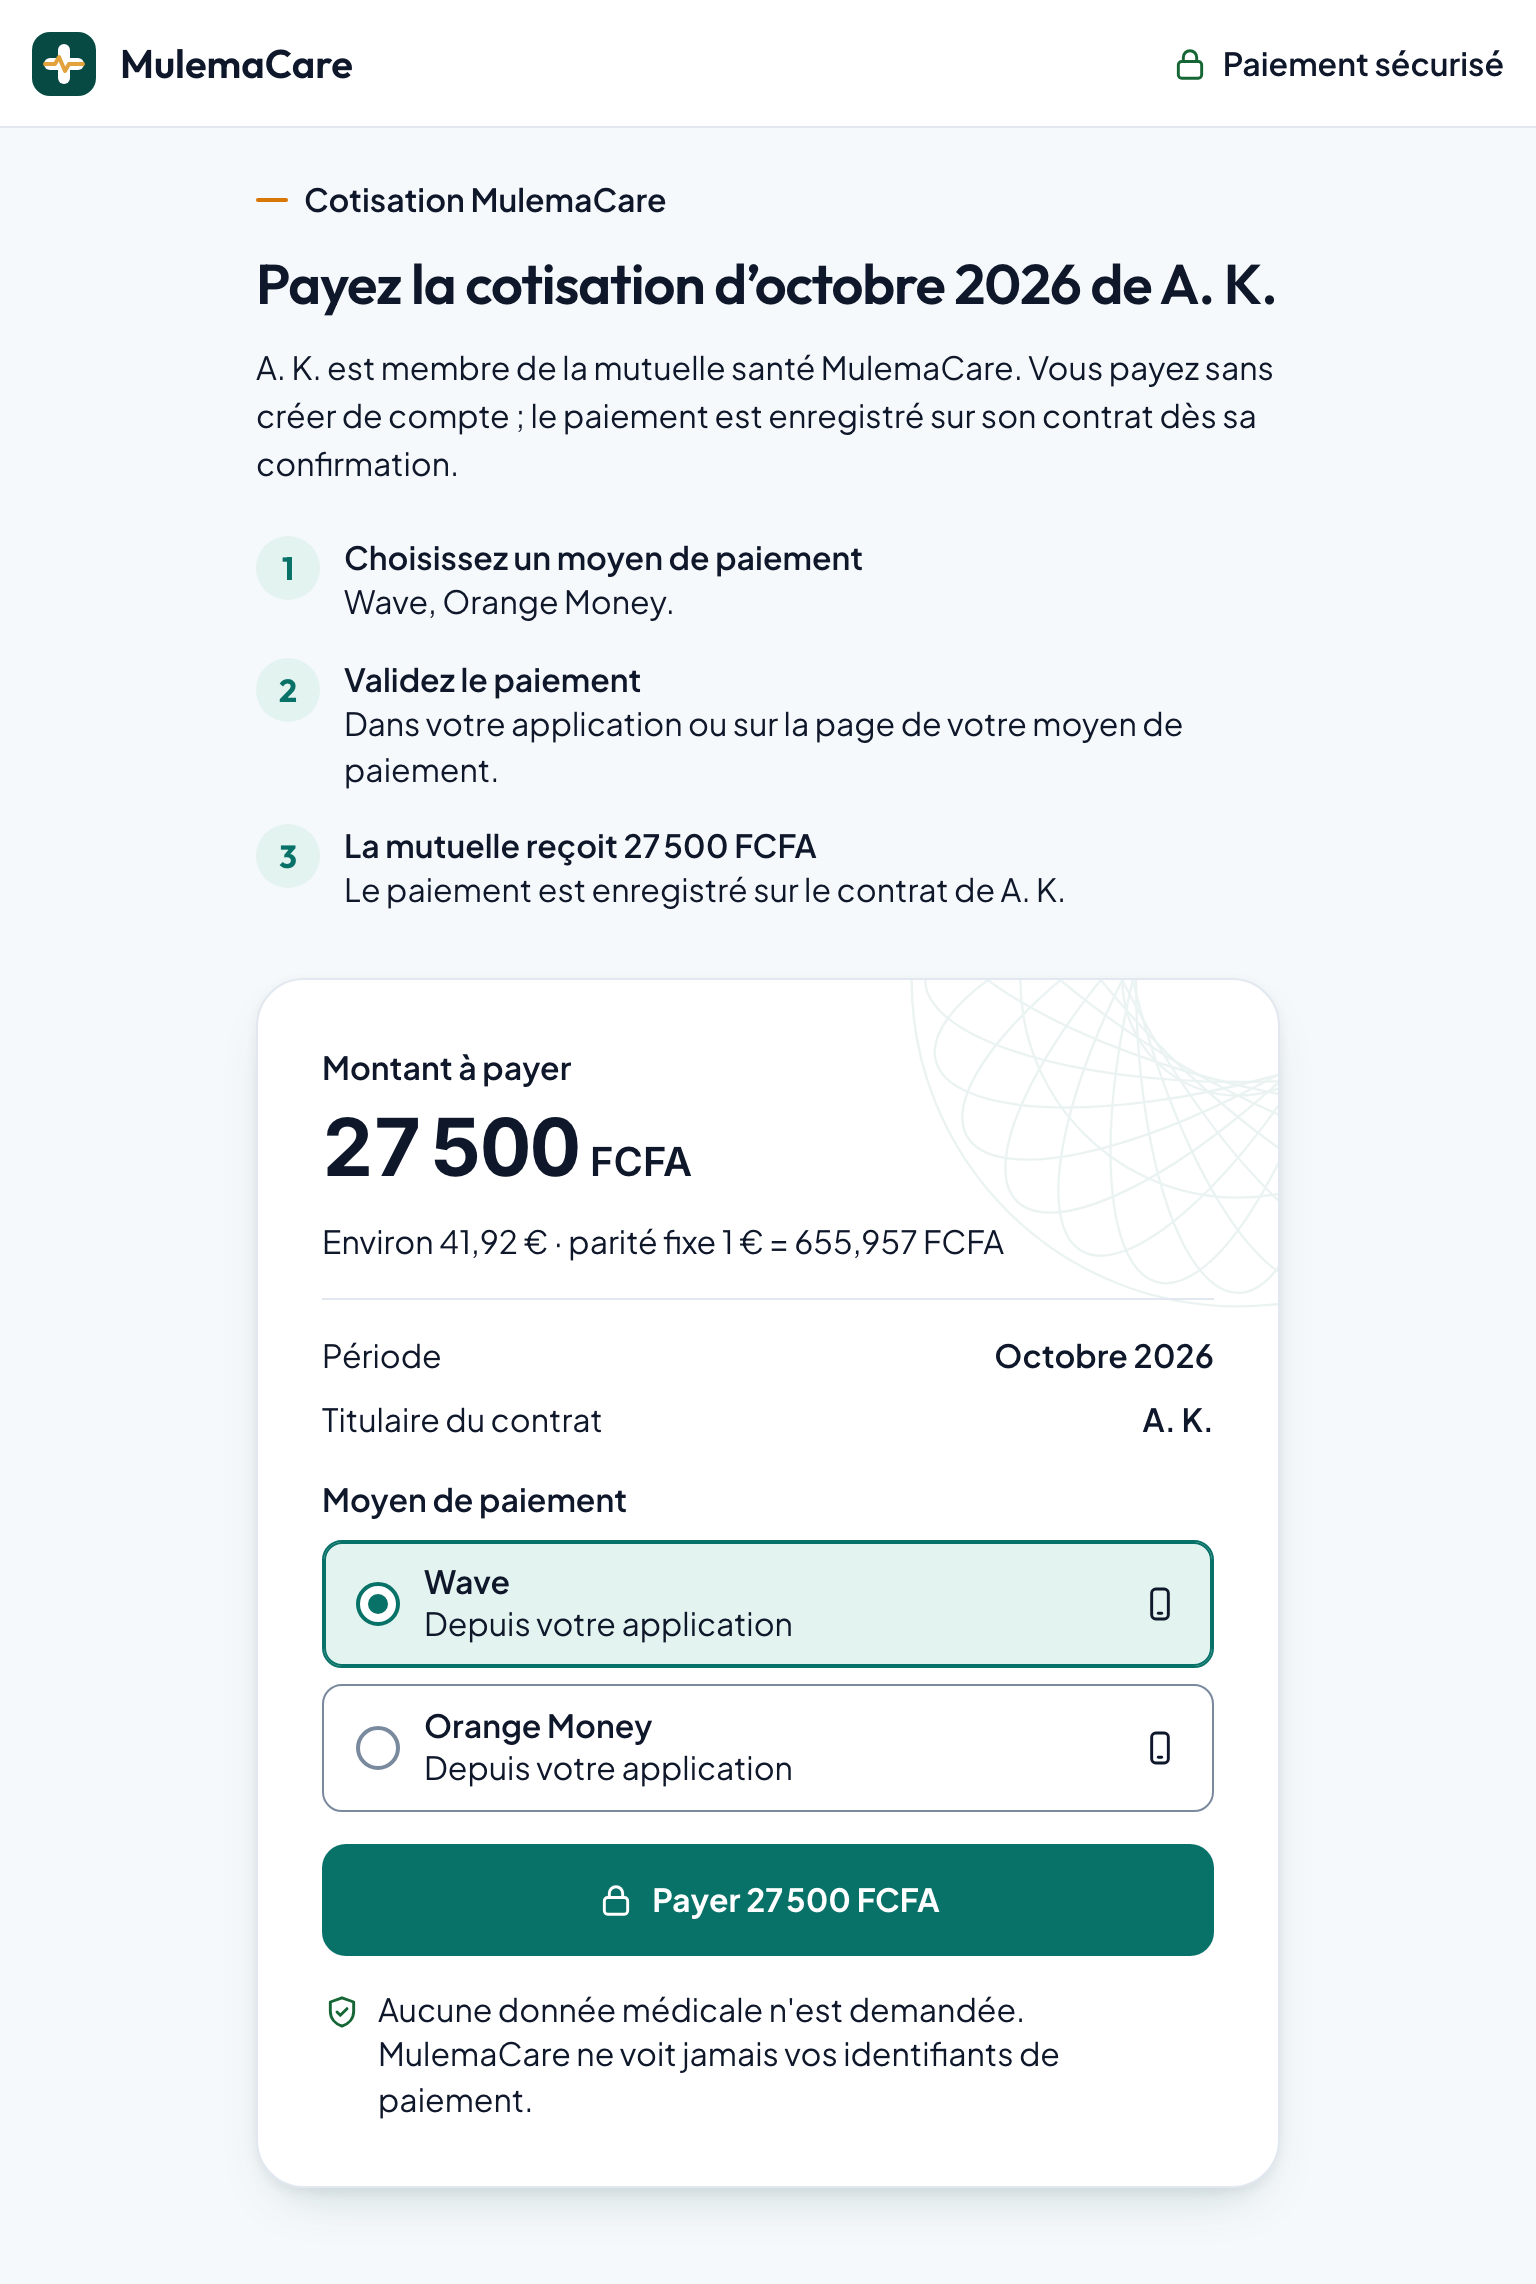 MulemaCare
Paiement sécurisé
Cotisation MulemaCare
Payez la cotisation d’octobre 2026 de A. K.
A. K. est membre de la mutuelle santé MulemaCare. Vous payez sans
créer de compte ; le paiement est enregistré sur son contrat dès sa
confirmation.
1
Choisissez un moyen de paiement
Wave, Orange Money.
2
Validez le paiement
Dans votre application ou sur la page de votre moyen de
paiement.
3
La mutuelle reçoit 27 500 FCFA
Le paiement est enregistré sur le contrat de A. K.
Montant à payer
27 500 FCFA
Environ 41,92 € · parité fixe 1 € = 655,957 FCFA
Période
Octobre 2026
Titulaire du contrat
A. K.
Moyen de paiement
Wave
Depuis votre application
Orange Money
Depuis votre application
Payer 27 500 FCFA
Aucune donnée médicale n'est demandée.
MulemaCare ne voit jamais vos identifiants de
paiement.